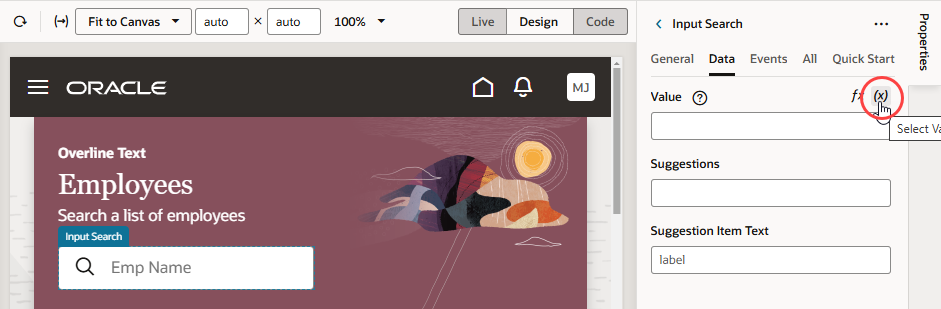 Fit to Canvas auto × auto 100% Live Design Code
Input Search
Properties
General Data Events All Quick Start
ORACLE MJ
Value fx (x)
Select
Overline Text
Employees
Search a list of employees
Input Search
Emp Name
Suggestions
Suggestion Item Text
label